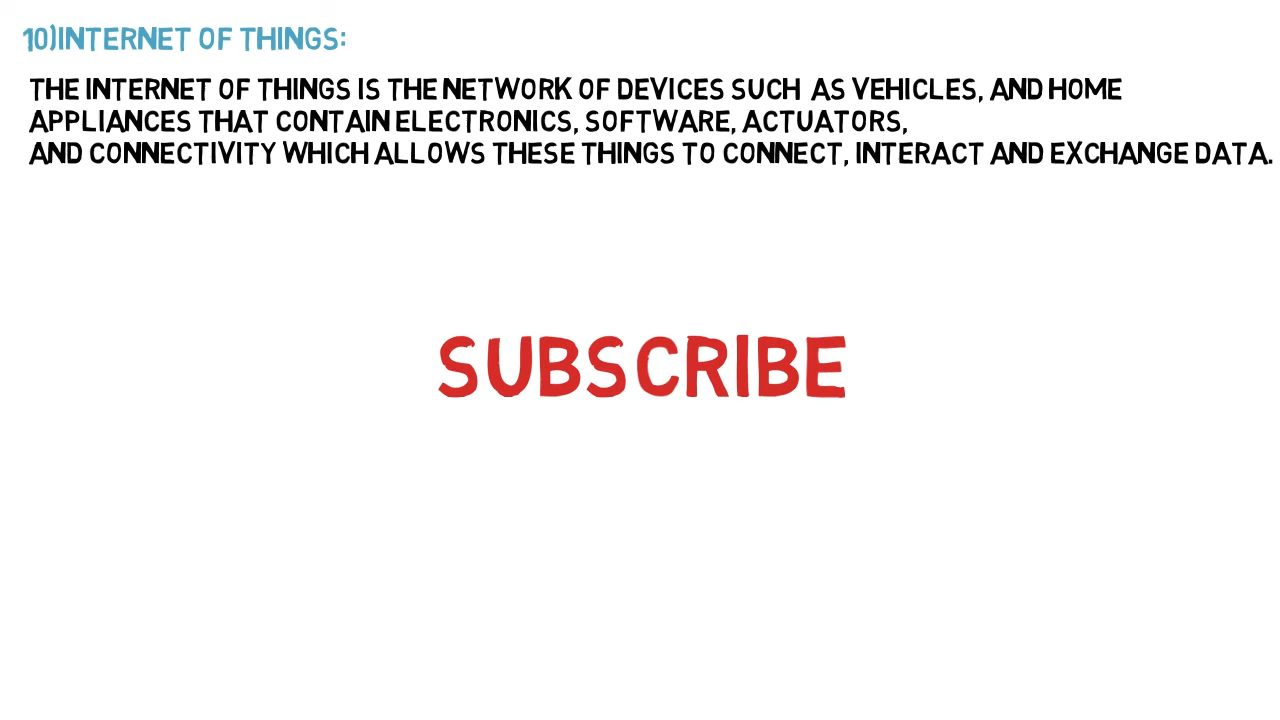 10)INTERNET OF THINGS:
THE INTERNET OF THINGS IS THE NETWORK OF DEVICES SUCH AS VEHICLES, AND HOME
APPLIANCES THAT CONTAIN ELECTRONICS, SOFTWARE, ACTUATORS,
AND CONNECTIVITY WHICH ALLOWS THESE THINGS TO CONNECT, INTERACT AND EXCHANGE DATA.
SUBSCRIBE